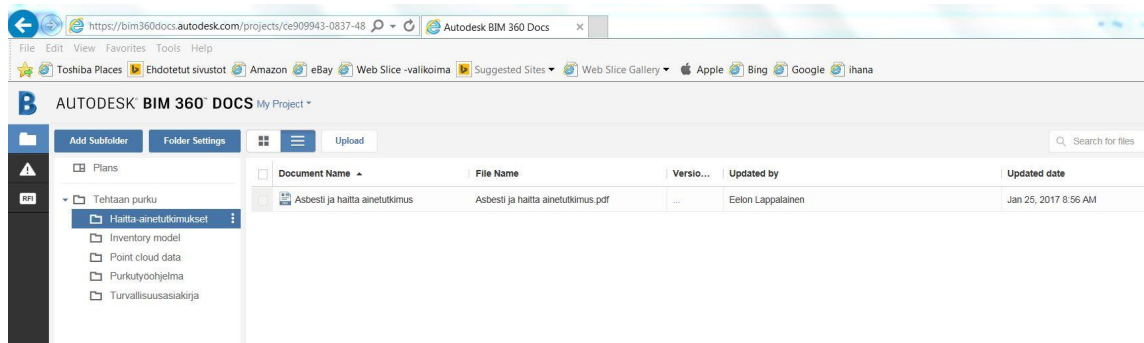 https://bim360docs.autodesk.com/projects/ce909943-0837-48 Autodesk BIM 360 Docs
File Edit View Favorites Tools Help
Toshiba Places Ehdotetut sivustot Amazon eBay Web Slice -valikoima Suggested Sites Web Slice Gallery Apple Bing Google ihana
B AUTODESK® BIM 360™ DOCS My Project
Add Subfolder Folder Settings Upload Search for files
Plans Document Name File Name Versio... Updated by Updated date
RFI Tehtaan purku Asbesti ja haitta ainetutkimus Asbesti ja haitta ainetutkimus.pdf ... Eelon Lappalainen Jan 25, 2017 8:56 AM
Haitta-ainetutkimukset
Inventory model
Point cloud data
Purkutyöohjelma
Turvallisuusasiakirja